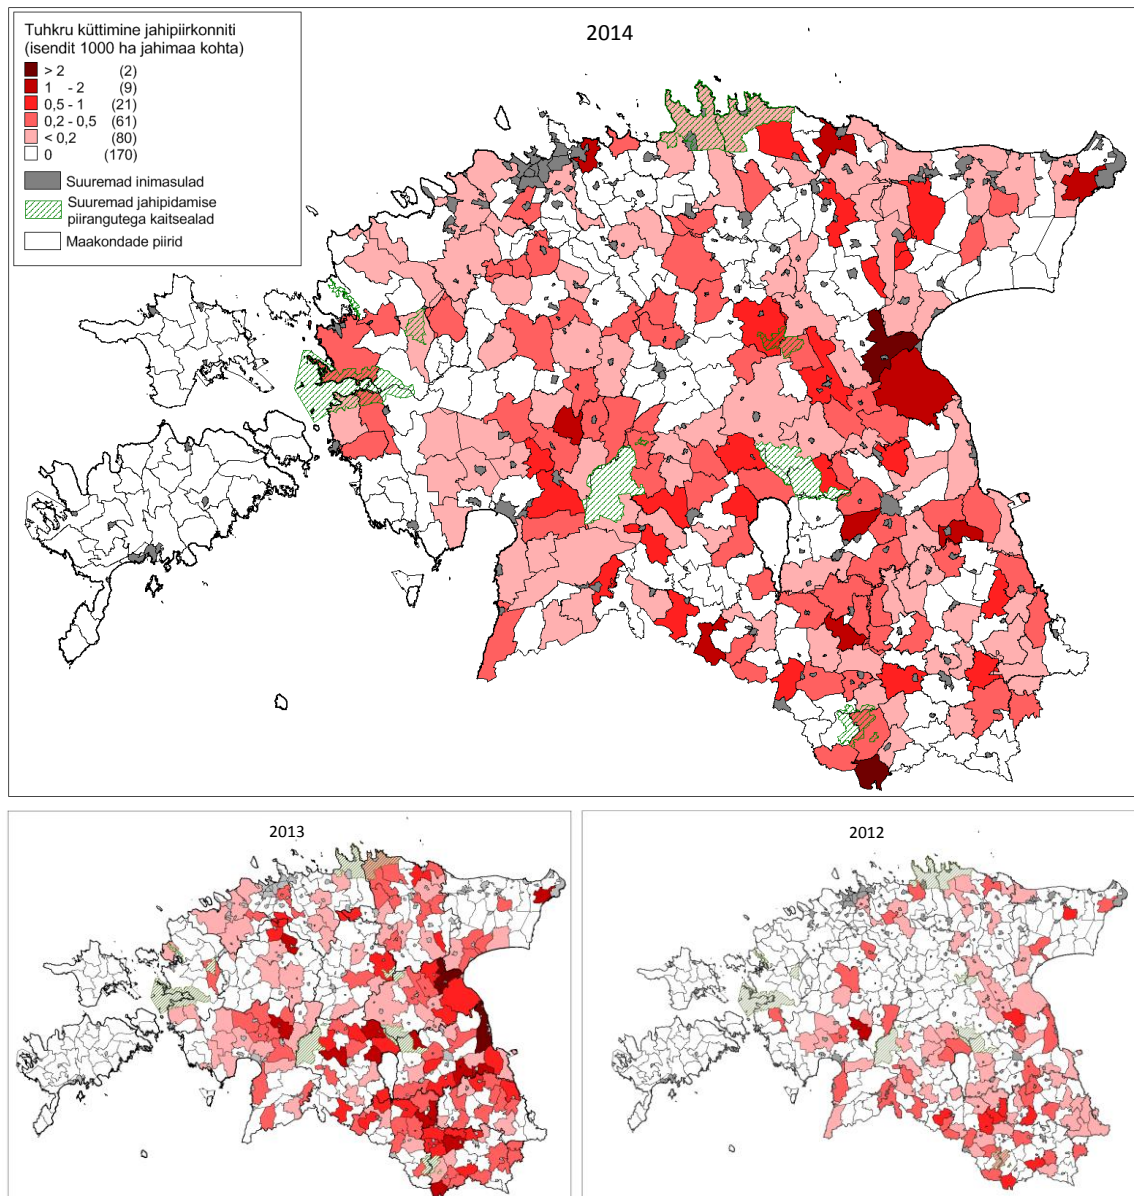 Tuhkru küttimine jahipiirkonniti
(isendit 1000 ha jahimaa kohta)
> 2 (2)
1 - 2 (9)
0,5 - 1 (21)
0,2 - 0,5 (61)
< 0,2 (80)
0 (170)
Suuremad inimasulad
Suuremad jahipidamise
piirangutega kaitsealad
Maakondade piirid
2014
2013
2012